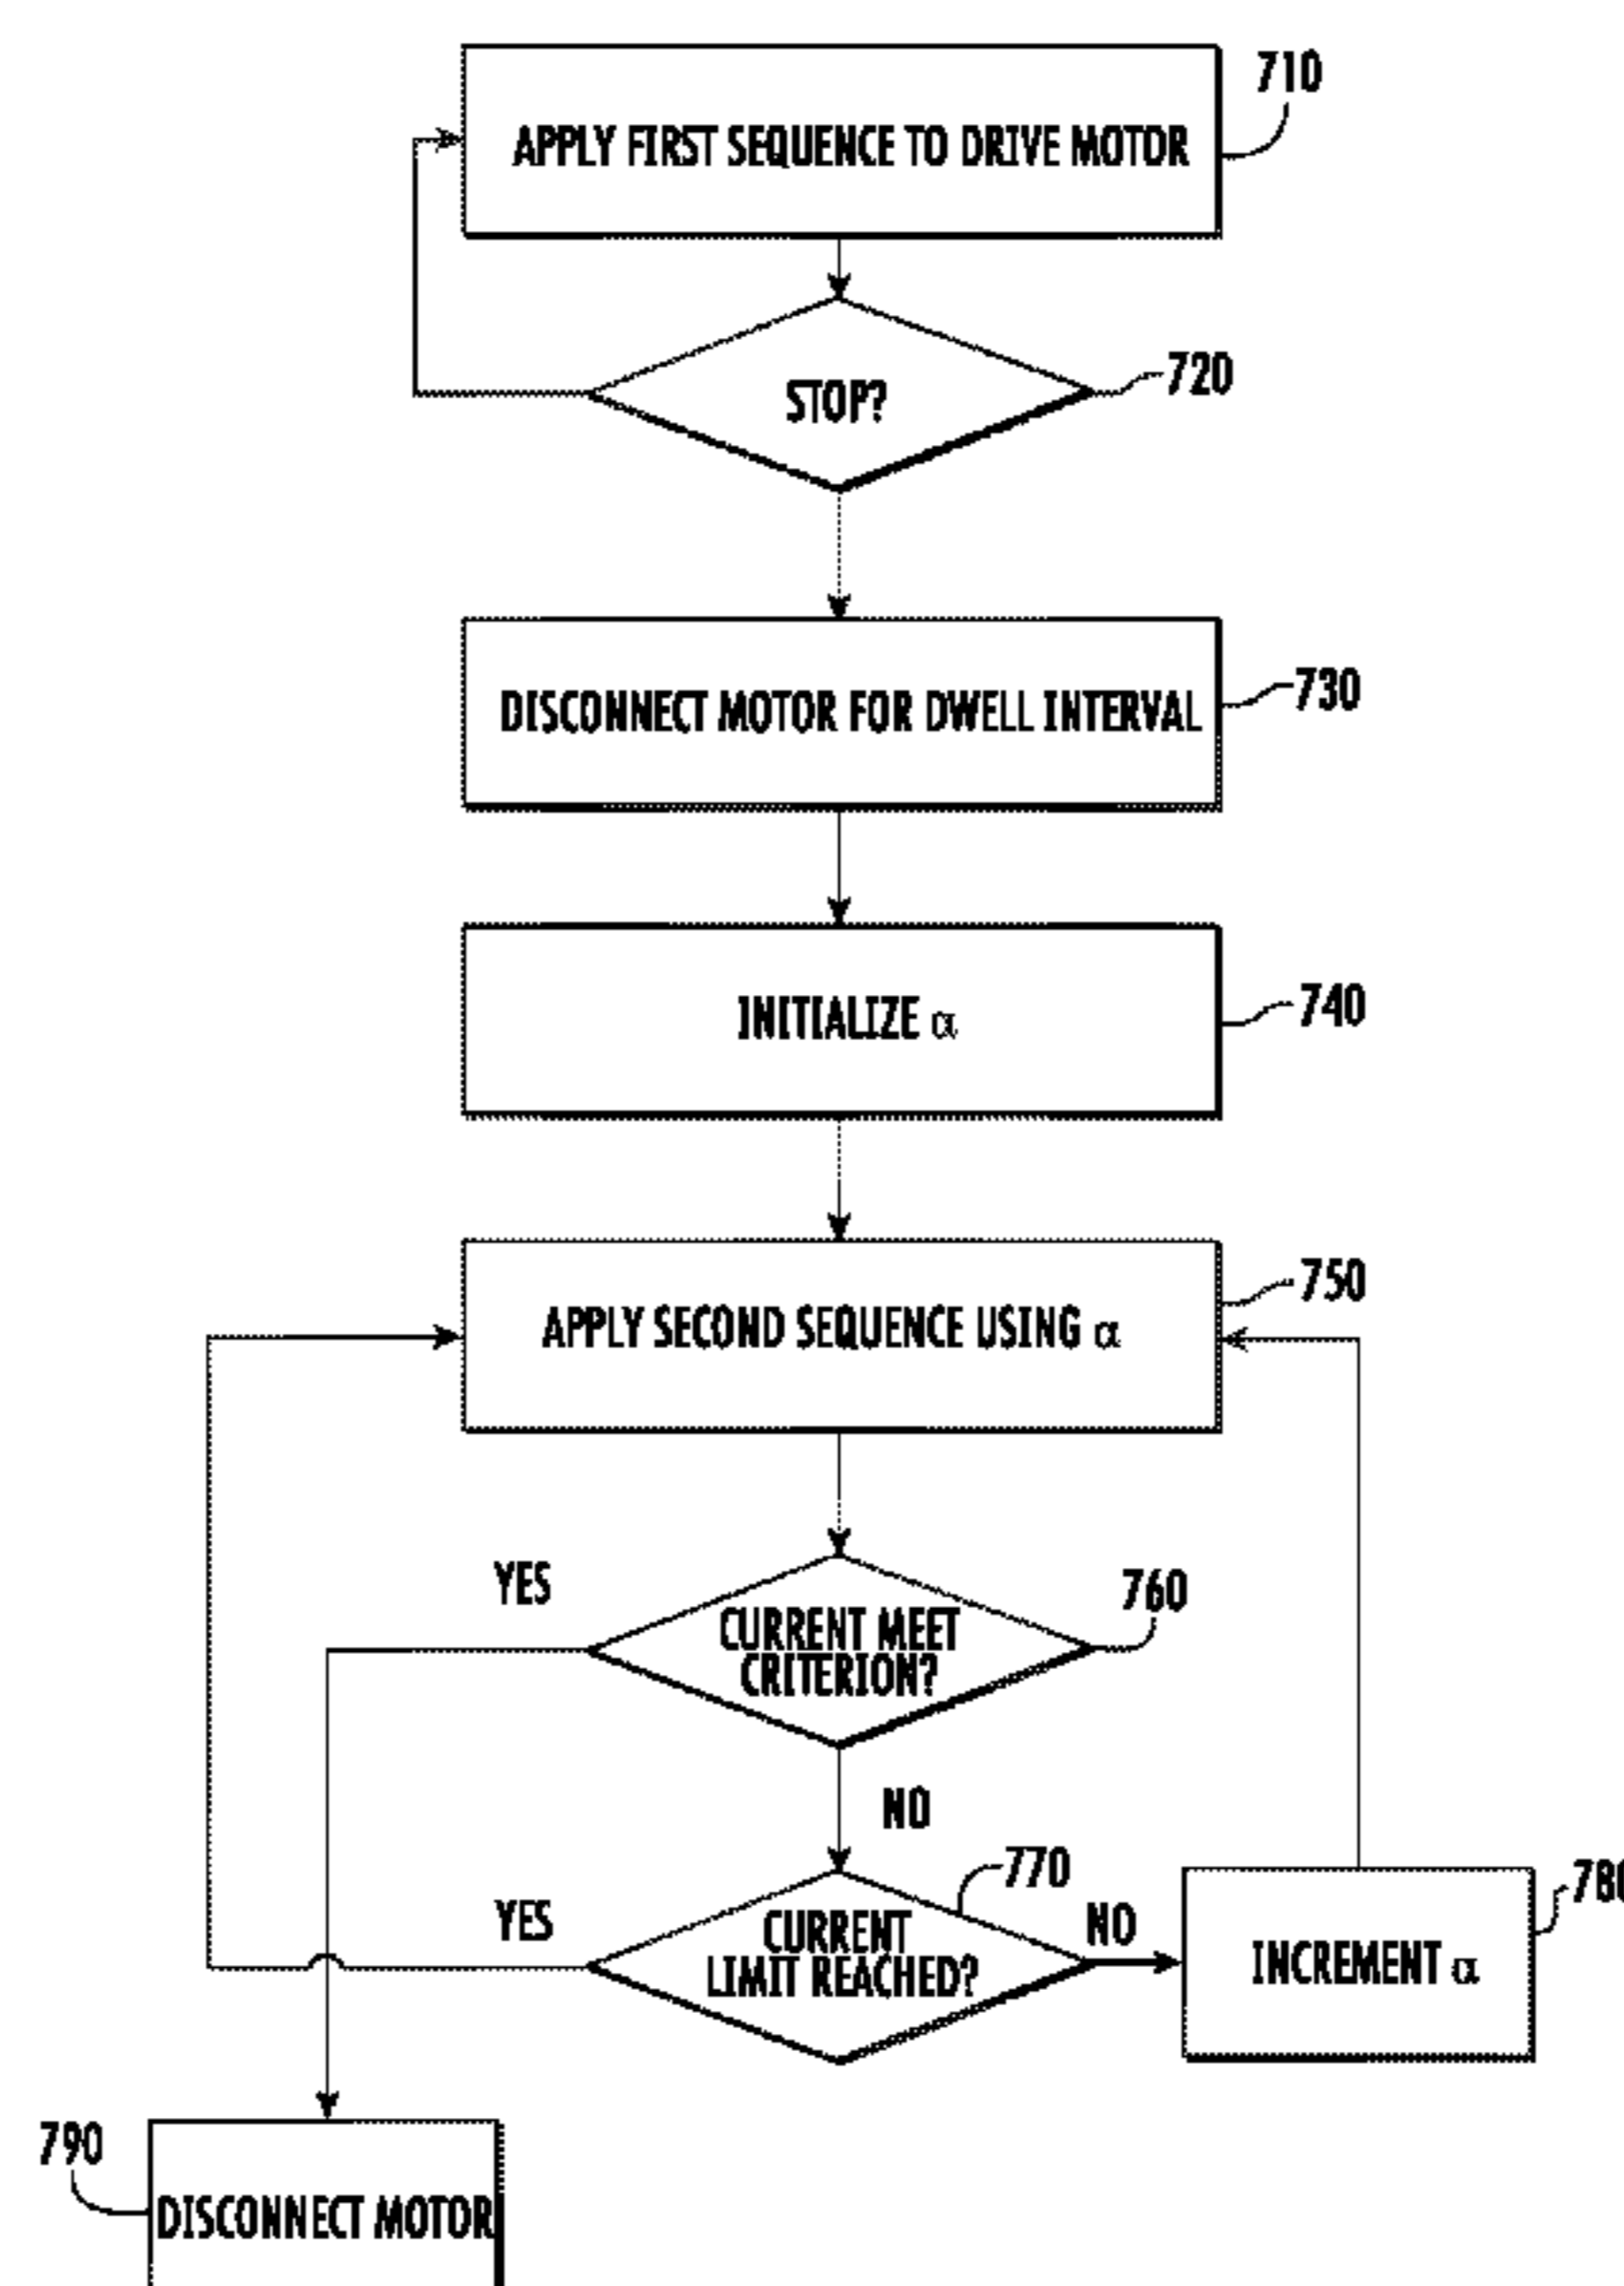 710
APPLY FIRST SEQUENCE TO DRIVE MOTOR
STOP?
720
DISCONNECT MOTOR FOR DWELL INTERVAL
730
INITIALIZE α
740
APPLY SECOND SEQUENCE USING α
750
YES
CURRENT MEET
CRITERION?
760
NO
770
YES
CURRENT
LIMIT REACHED?
NO
INCREMENT α
790
DISCONNECT MOTOR